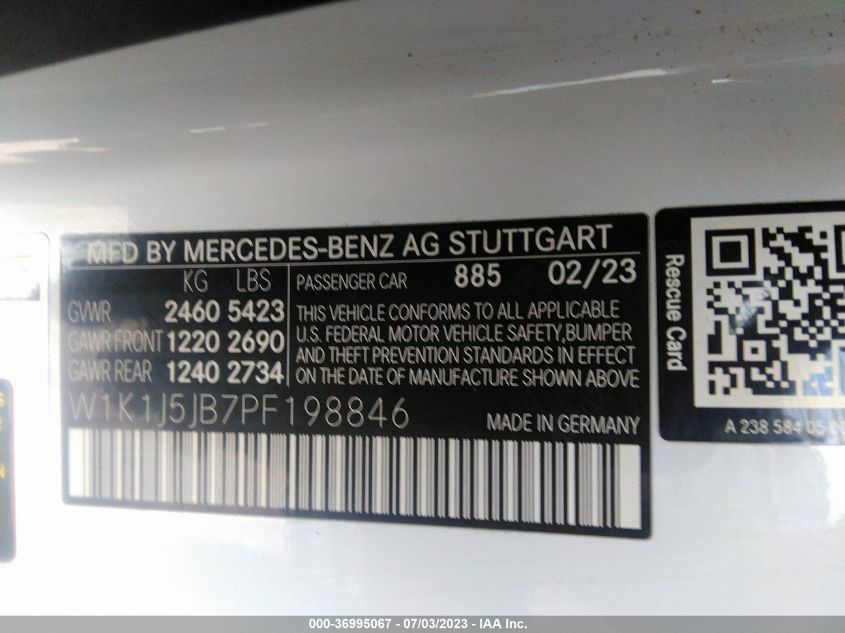 MFD BY MERCEDES-BENZ AG STUTTGART
KG LBS
GVWR 2460 5423
GAWR FRONT 1220 2690
GAWR REAR 1240 2734
PASSENGER CAR 885 02/23
THIS VEHICLE CONFORMS TO ALL APPLICABLE
U.S. FEDERAL MOTOR VEHICLE SAFETY, BUMPER
AND THEFT PREVENTION STANDARDS IN EFFECT
ON THE DATE OF MANUFACTURE SHOWN ABOVE
W1K1J5JB7PF198846
MADE IN GERMANY
Rescue Card
A 238 584 05
000-36995067 - 07/03/2023 - IAA Inc.